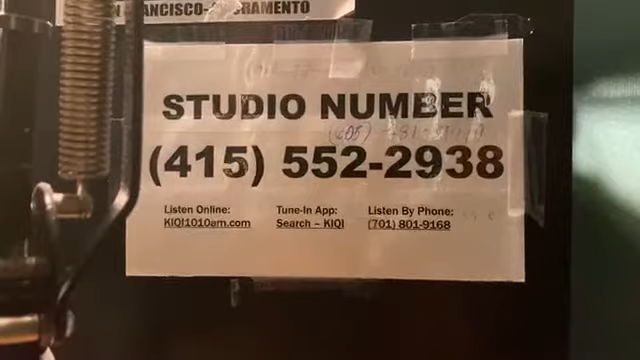 FRANCISCO-SACRAMENTO
STUDIO NUMBER
(415) 552-2938
Listen Online:
KIQI1010am.com
Tune-In App:
Search – KIQI
Listen By Phone:
(701) 801-9168